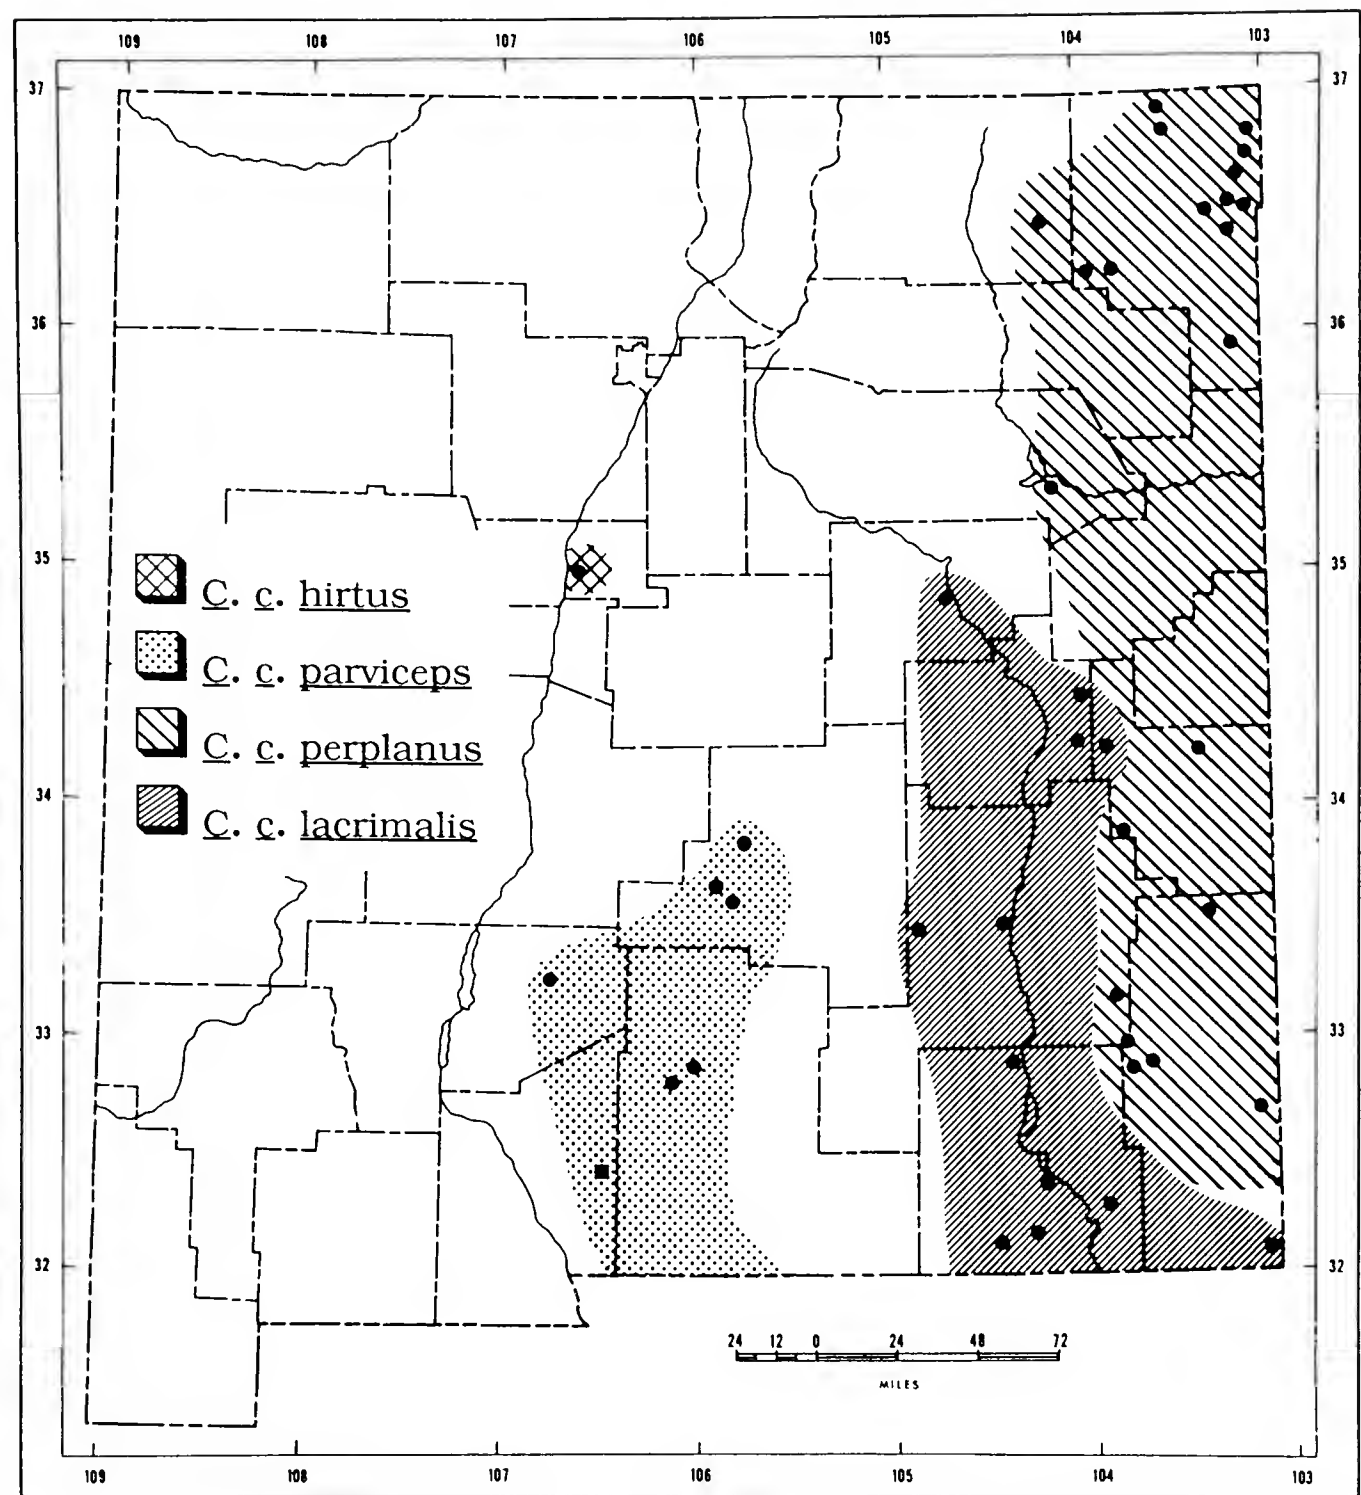 109 108 107 106 105 104 103
37 37
36 36
35 35
C. c. hirtus
C. c. parviceps
C. c. perplanus
C. c. lacrimalis
34 34
33 33
32 32
24 12 0 24 48 72
MILES
109 108 107 106 105 104 103